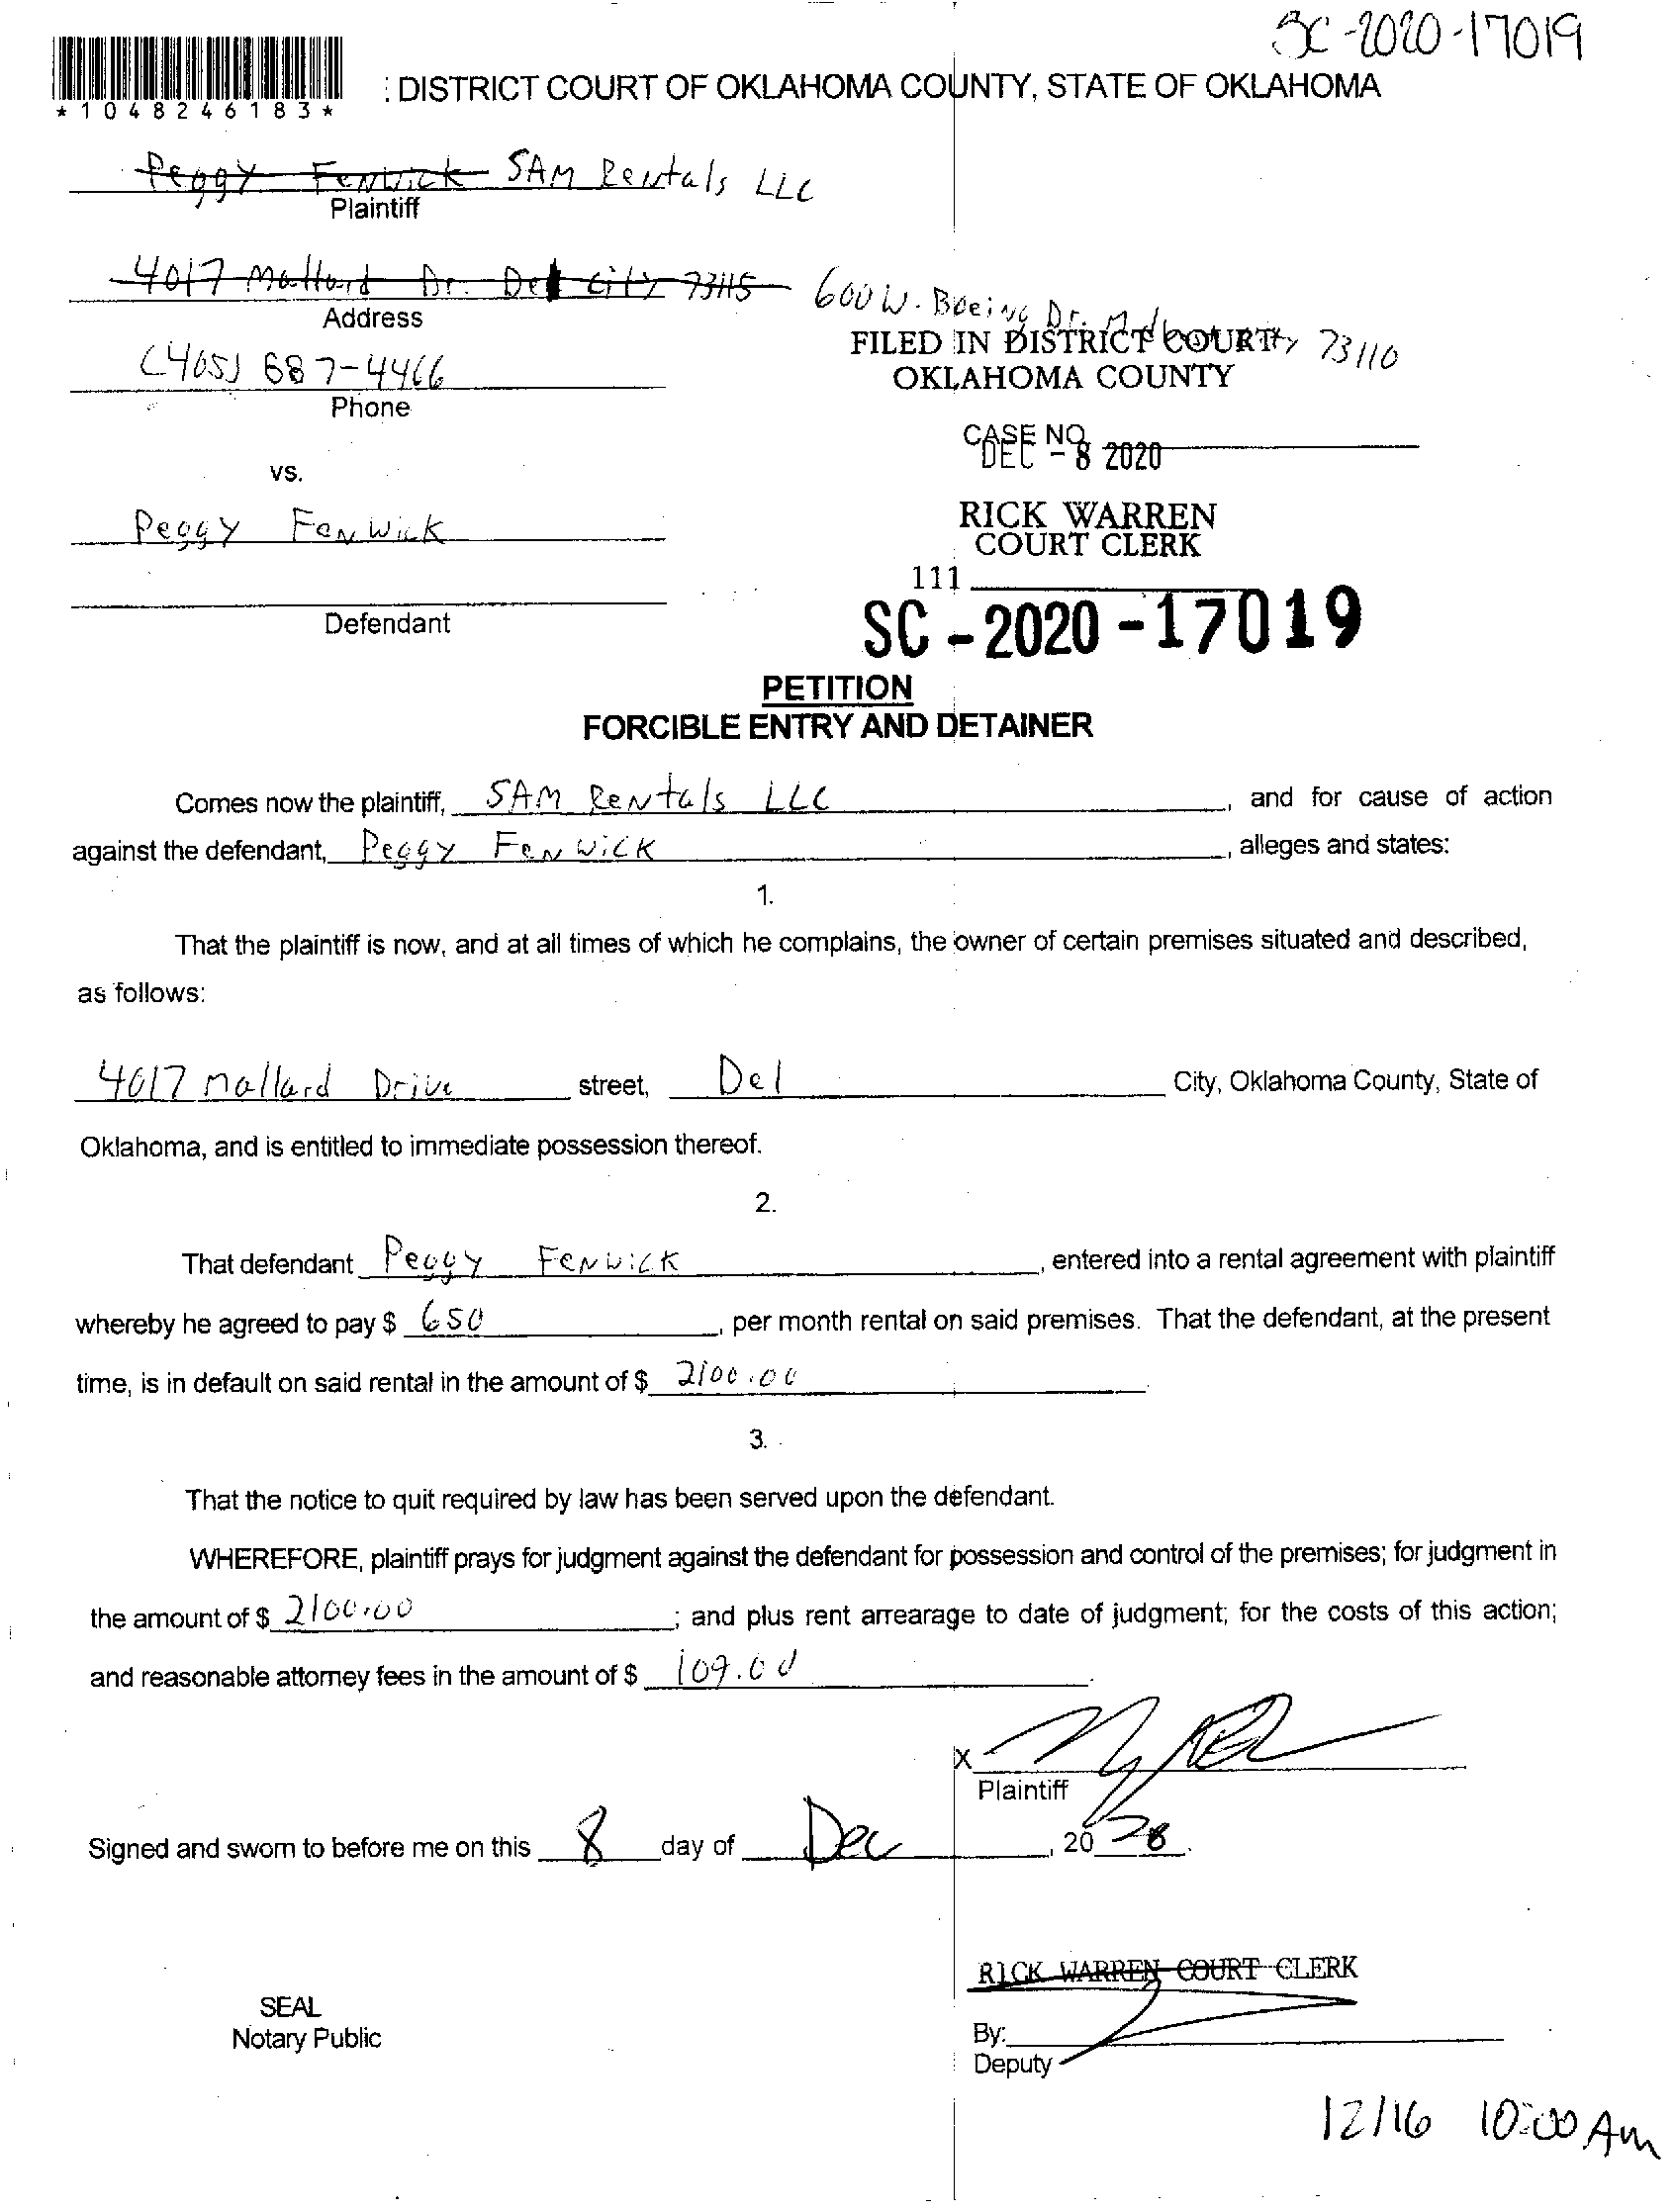 SC-2020-17019
*1048246183*
: DISTRICT COURT OF OKLAHOMA COUNTY, STATE OF OKLAHOMA
Peggy Fenwick SAM Rentals LLC
Plaintiff
4017 Mallard Dr. Del City 73115 600 W. Boeing Dr. 73110
Address
FILED IN DISTRICT COURT
(405) 687-4466
OKLAHOMA COUNTY
Phone
CASE NO.
DEC - 8 2020
vs.
Peggy Fenwick
RICK WARREN
COURT CLERK
111
Defendant
SC - 2020 - 17019
PETITION
FORCIBLE ENTRY AND DETAINER
Comes now the plaintiff, SAM Rentals LLC, and for cause of action
against the defendant, Peggy Fenwick, alleges and states:
1.
That the plaintiff is now, and at all times of which he complains, the owner of certain premises situated and described,
as follows:
4017 Mallard Drive street, Del City, Oklahoma County, State of
Oklahoma, and is entitled to immediate possession thereof.
2.
That defendant Peggy Fenwick, entered into a rental agreement with plaintiff
whereby he agreed to pay $ 650, per month rental on said premises. That the defendant, at the present
time, is in default on said rental in the amount of $ 2100.00.
3.
That the notice to quit required by law has been served upon the defendant.
WHEREFORE, plaintiff prays for judgment against the defendant for possession and control of the premises; for judgment in
the amount of $ 2100.00; and plus rent arrearage to date of judgment; for the costs of this action;
and reasonable attorney fees in the amount of $ 109.00.
X
Plaintiff
Signed and sworn to before me on this 8 day of Dec, 2020.
RICK WARREN COURT CLERK
SEAL
Notary Public
By:
Deputy
12/16 10:00 Am